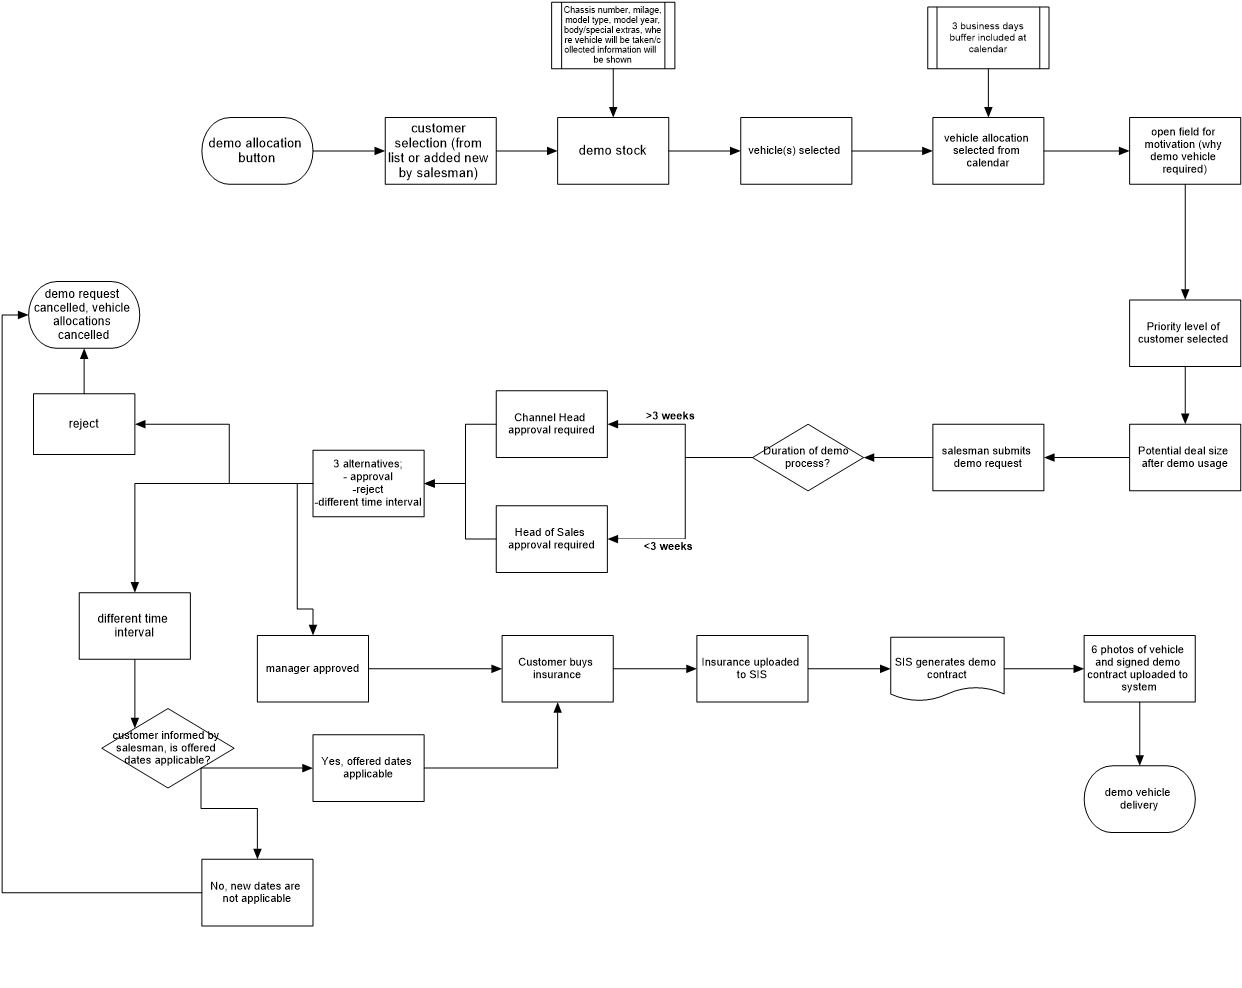 Chassis number, milage,
model type, model year,
body/special extras, whe
re vehicle will be taken/c
ollected information will
be shown
3 business days
buffer included at
calendar
demo allocation
button
customer
selection (from
list or added new
by salesman)
demo stock
vehicle(s) selected
vehicle allocation
selected from
calendar
open field for
motivation (why
demo vehicle
required)
demo request
cancelled, vehicle
allocations
cancelled
Priority level of
customer selected
reject
Channel Head
approval required
>3 weeks
Duration of demo
process?
salesman submits
demo request
Potential deal size
after demo usage
3 alternatives;
- approval
-reject
-different time interval
Head of Sales
approval required
<3 weeks
different time
interval
manager approved
Customer buys
insurance
Insurance uploaded
to SIS
SIS generates demo
contract
6 photos of vehicle
and signed demo
contract uploaded to
system
customer informed by
salesman, is offered
dates applicable?
Yes, offered dates
applicable
demo vehicle
delivery
No, new dates are
not applicable